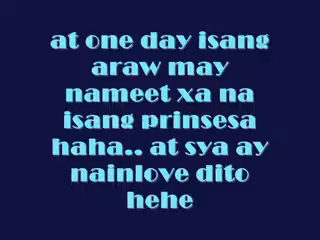 at one day isang
araw may
nameet xa na
isang prinsesa
haha.. at sya ay
nainlove dito
hehe